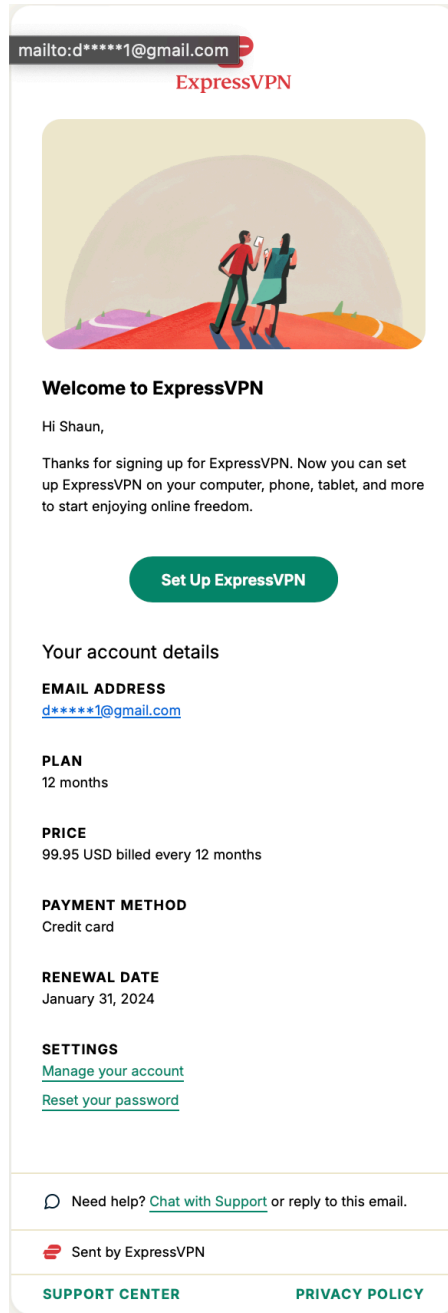 mailto:d*****1@gmail.com
ExpressVPN
Welcome to ExpressVPN
Hi Shaun,
Thanks for signing up for ExpressVPN. Now you can set
up ExpressVPN on your computer, phone, tablet, and more
to start enjoying online freedom.
Set Up ExpressVPN
Your account details
EMAIL ADDRESS
d*****1@gmail.com
PLAN
12 months
PRICE
99.95 USD billed every 12 months
PAYMENT METHOD
Credit card
RENEWAL DATE
January 31, 2024
SETTINGS
Manage your account
Reset your password
Need help? Chat with Support or reply to this email.
Sent by ExpressVPN
SUPPORT CENTER PRIVACY POLICY